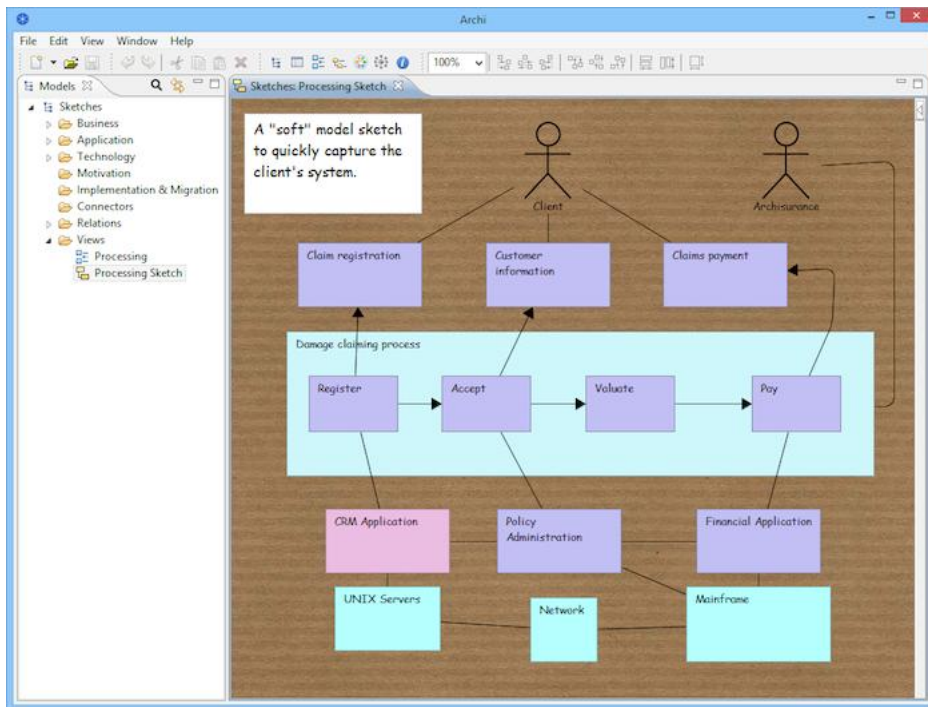 Archi
File Edit View Window Help
100%
Models
Sketches: Processing Sketch
Sketches
Business
Application
Technology
Motivation
Implementation & Migration
Connectors
Relations
Views
Processing
Processing Sketch
A "soft" model sketch
to quickly capture the
client's system.
Client
Archisurance
Claim registration
Customer
information
Claims payment
Damage claiming process
Register
Accept
Valuate
Pay
CRM Application
Policy
Administration
Financial Application
UNIX Servers
Network
Mainframe